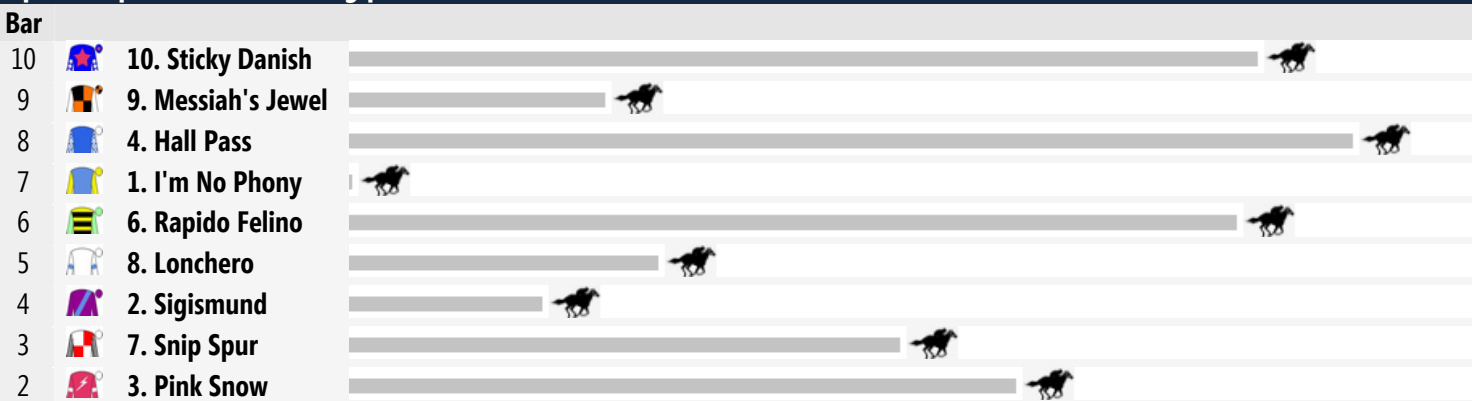 Bar
10 10. Sticky Danish
9 9. Messiah's Jewel
8 4. Hall Pass
7 1. I'm No Phony
6 6. Rapido Felino
5 8. Lonchero
4 2. Sigismund
3 7. Snip Spur
2 3. Pink Snow